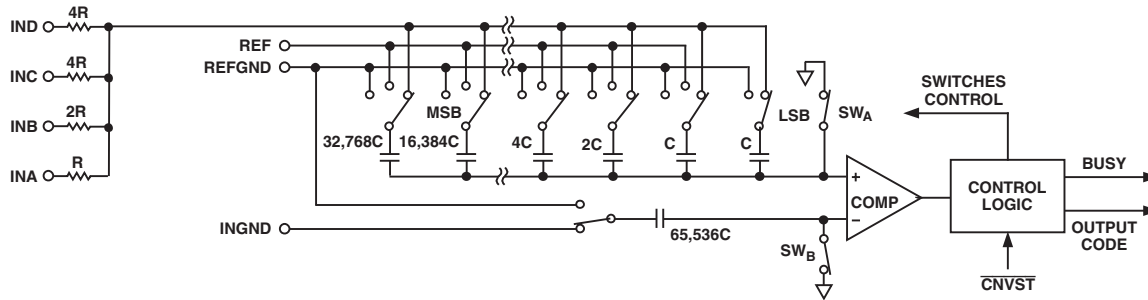 IND
4R
INC
4R
INB
2R
INA
R
REF
REFGND
MSB
32,768C
16,384C
4C
2C
C
C
LSB
SWA
SWITCHES
CONTROL
COMP
+
−
CONTROL
LOGIC
BUSY
OUTPUT
CODE
INGND
65,536C
SWB
CNVST